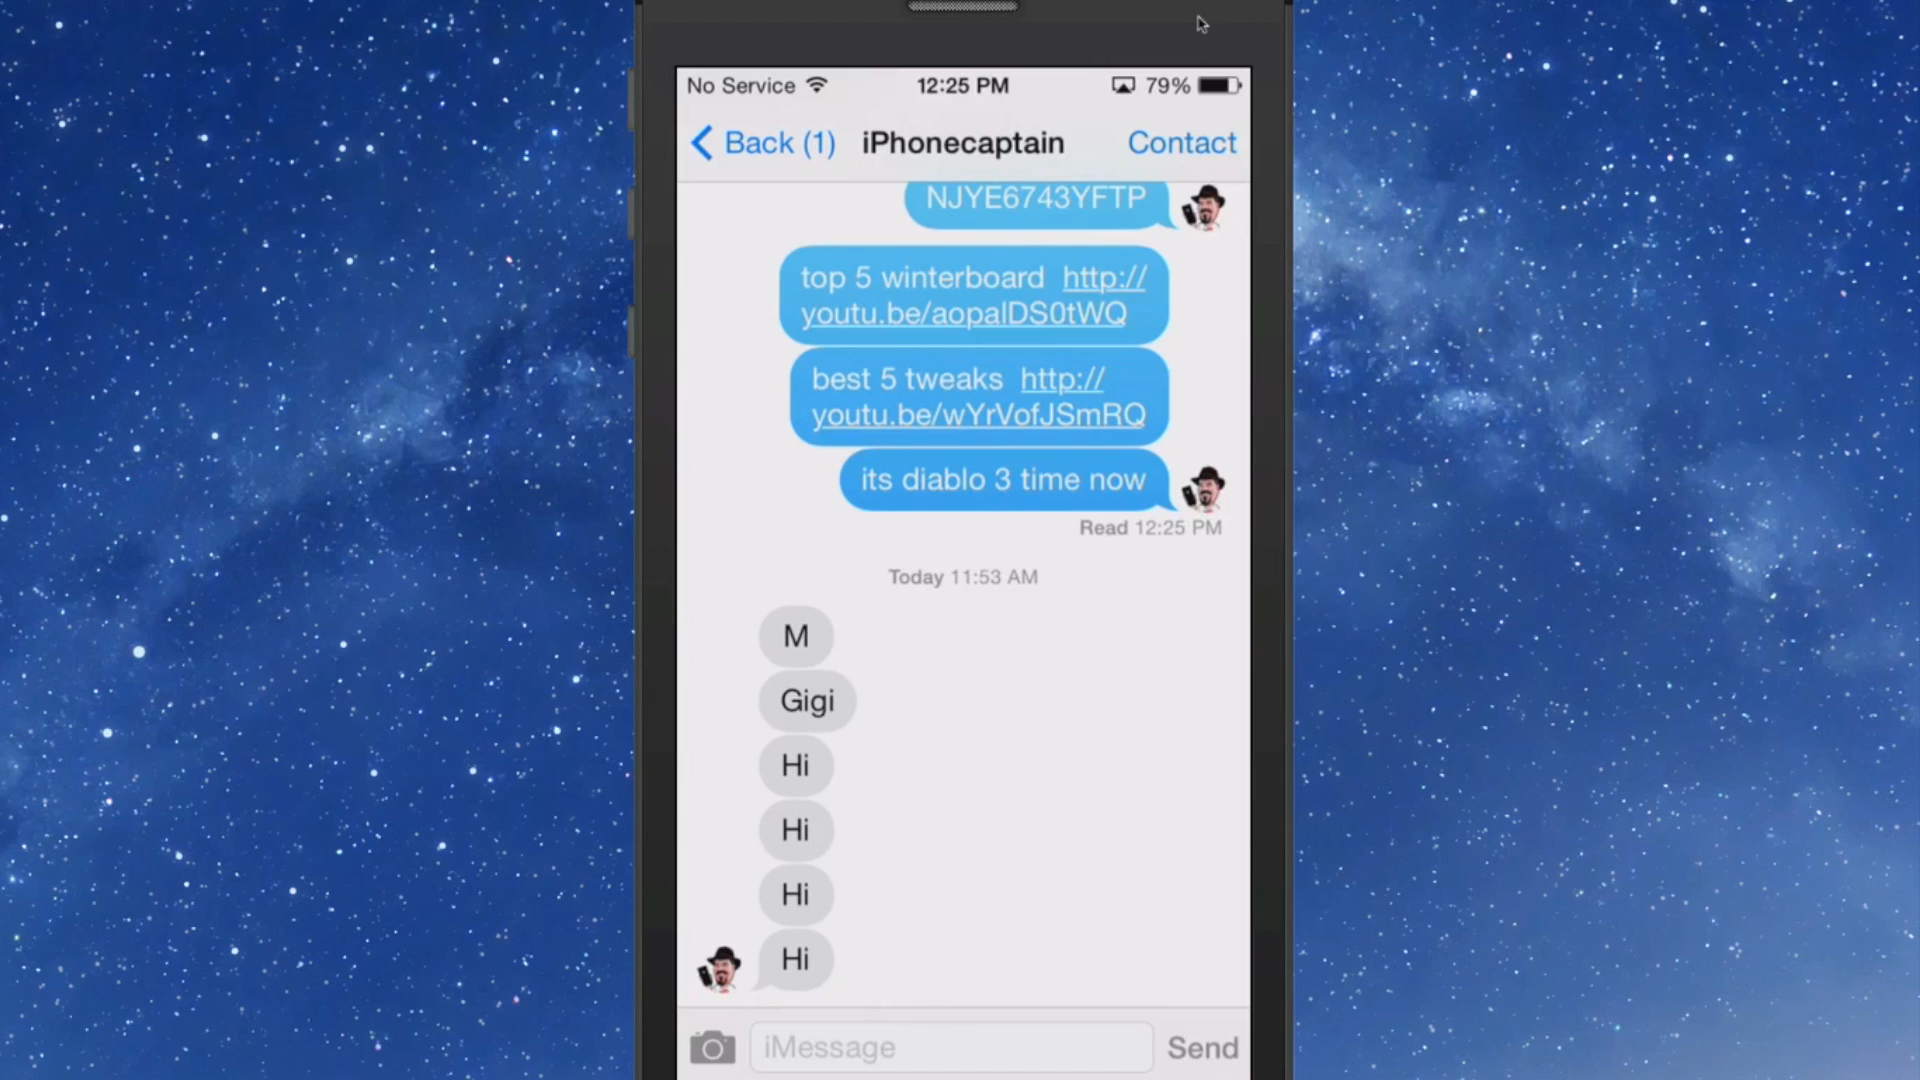 No Service 12:25 PM 79%
Back (1) iPhonecaptain Contact
NJYE6743YFTP
top 5 winterboard http://
youtu.be/aopalDS0tWQ
best 5 tweaks http://
youtu.be/wYrVofJSmRQ
its diablo 3 time now
Read 12:25 PM
Today 11:53 AM
M
Gigi
Hi
Hi
Hi
Hi
iMessage Send